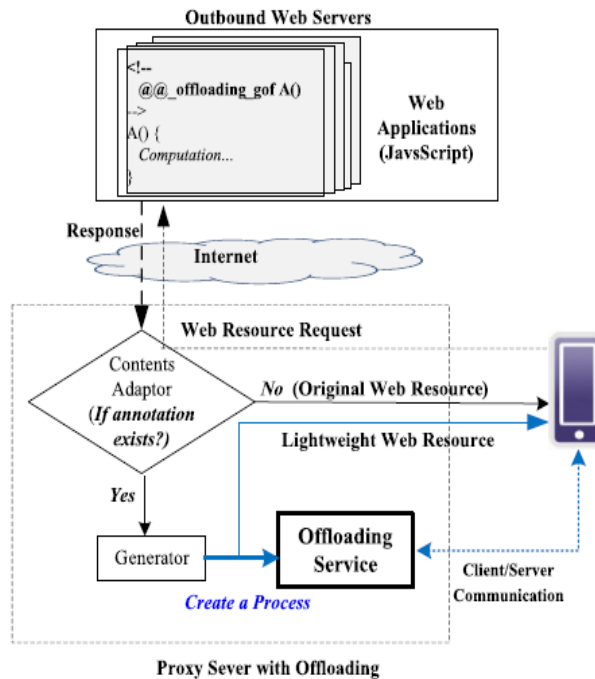 Outbound Web Servers
<!--
@@_offloading_gof A()
-->
A() {
Computation...
}
Web
Applications
(JavsScript)
Response
Internet
Web Resource Request
Contents
Adaptor
(If annotation
exists?)
No (Original Web Resource)
Lightweight Web Resource
Yes
Generator
Offloading
Service
Create a Process
Client/Server
Communication
Proxy Sever with Offloading